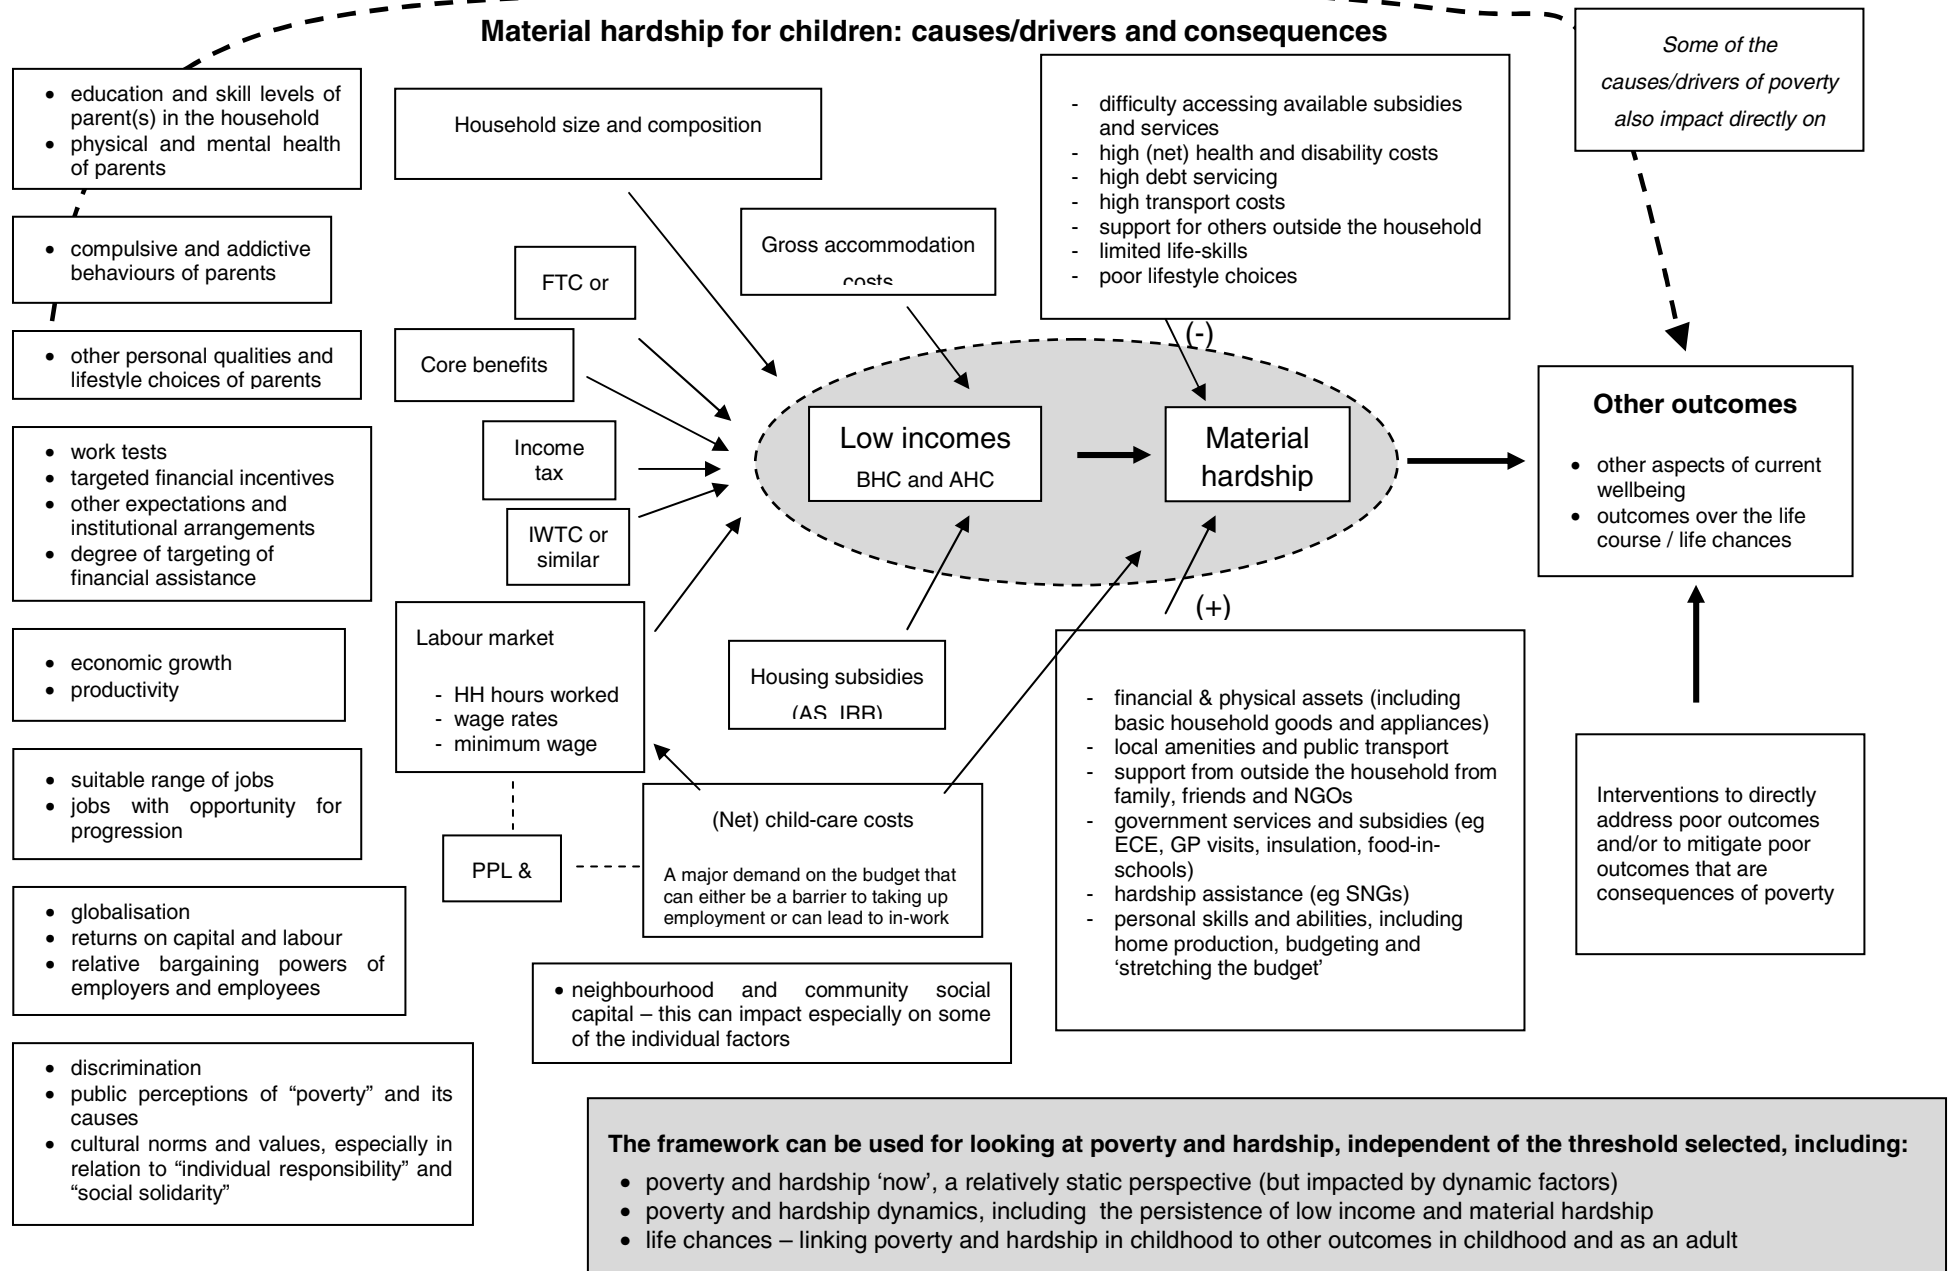 Material hardship for children: causes/drivers and consequences
Some of the
causes/drivers of poverty
also impact directly on
• education and skill levels of
parent(s) in the household
• physical and mental health
of parents
• compulsive and addictive
behaviours of parents
• other personal qualities and
lifestyle choices of parents
• work tests
• targeted financial incentives
• other expectations and
institutional arrangements
• degree of targeting of
financial assistance
• economic growth
• productivity
• suitable range of jobs
• jobs with opportunity for
progression
• globalisation
• returns on capital and labour
• relative bargaining powers of
employers and employees
• discrimination
• public perceptions of “poverty” and its
causes
• cultural norms and values, especially in
relation to “individual responsibility” and
“social solidarity”
Household size and composition
FTC or
Core benefits
Income
tax
IWTC or
similar
Labour market
- HH hours worked
- wage rates
- minimum wage
PPL &
Gross accommodation
costs
Low incomes
BHC and AHC
Housing subsidies
(AS, IRR)
(Net) child-care costs
A major demand on the budget that
can either be a barrier to taking up
employment or can lead to in-work
• neighbourhood and community social
capital – this can impact especially on some
of the individual factors
- difficulty accessing available subsidies
and services
- high (net) health and disability costs
- high debt servicing
- high transport costs
- support for others outside the household
- limited life-skills
- poor lifestyle choices
(-)
Material
hardship
(+)
- financial & physical assets (including
basic household goods and appliances)
- local amenities and public transport
- support from outside the household from
family, friends and NGOs
- government services and subsidies (eg
ECE, GP visits, insulation, food-in-
schools)
- hardship assistance (eg SNGs)
- personal skills and abilities, including
home production, budgeting and
‘stretching the budget’
Other outcomes
• other aspects of current
wellbeing
• outcomes over the life
course / life chances
Interventions to directly
address poor outcomes
and/or to mitigate poor
outcomes that are
consequences of poverty
The framework can be used for looking at poverty and hardship, independent of the threshold selected, including:
• poverty and hardship ‘now’, a relatively static perspective (but impacted by dynamic factors)
• poverty and hardship dynamics, including the persistence of low income and material hardship
• life chances – linking poverty and hardship in childhood to other outcomes in childhood and as an adult